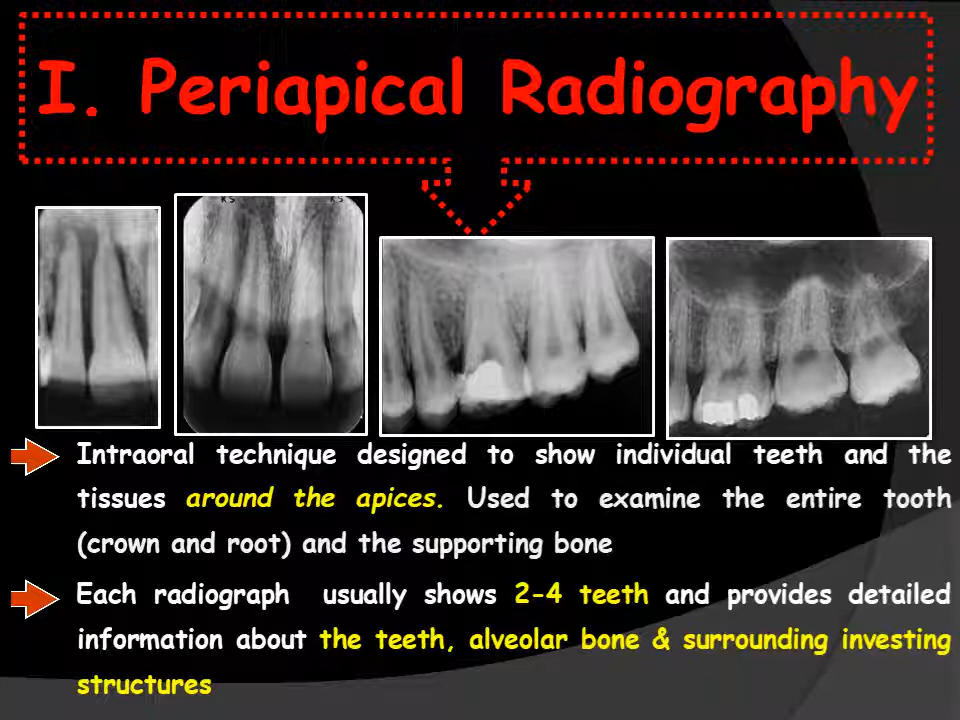 I. Periapical Radiography
KS
KS
Intraoral technique designed to show individual teeth and the
tissues around the apices. Used to examine the entire tooth
(crown and root) and the supporting bone
Each radiograph usually shows 2-4 teeth and provides detailed
information about the teeth, alveolar bone & surrounding investing
structures